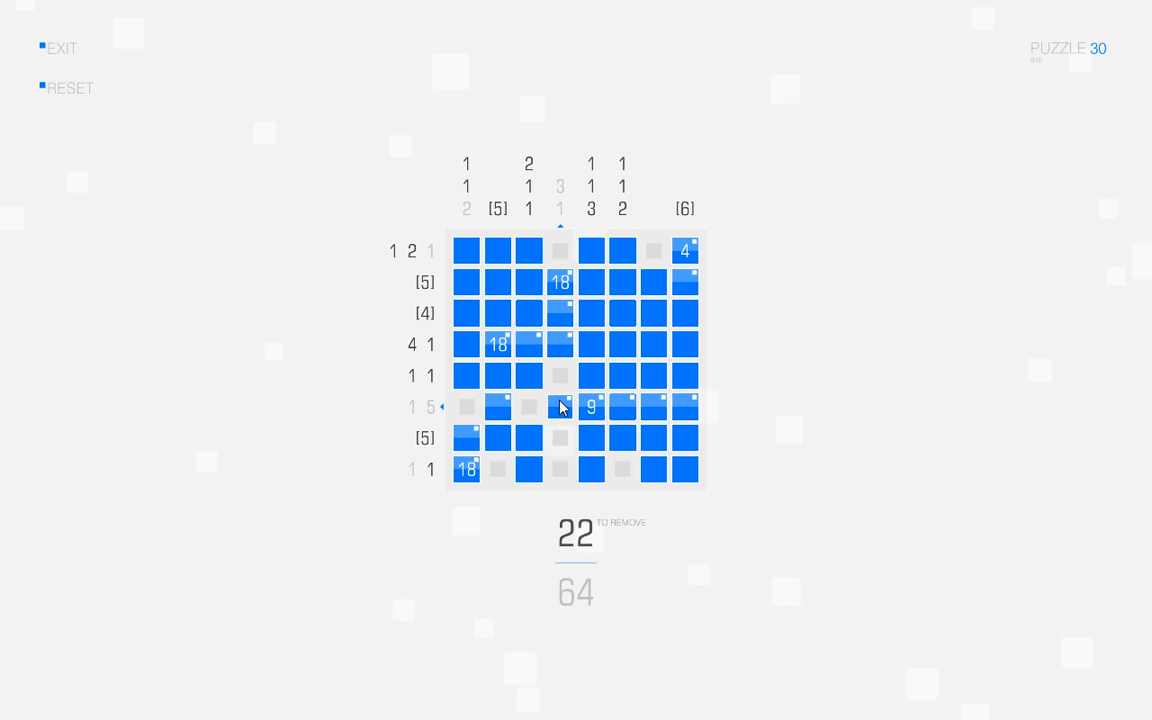 EXIT
RESET
PUZZLE 30
8x8
1 2 1 1
1 3 1 1
2 [5] 1 1 3 2 [6]
1 2 1 4
[5] 18
[4]
4 1 18
1 1
1 5 9
[5]
1 1 18
22 TO REMOVE
64